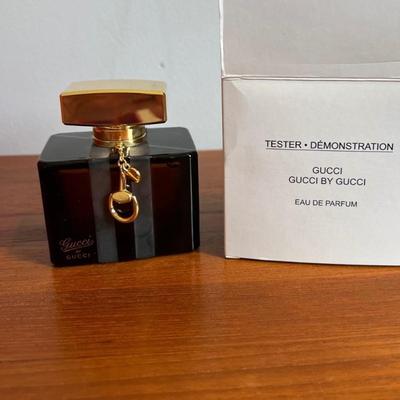 Gucci
BY
GUCCI
TESTER • DÉMONSTRATION
GUCCI
GUCCI BY GUCCI
EAU DE PARFUM